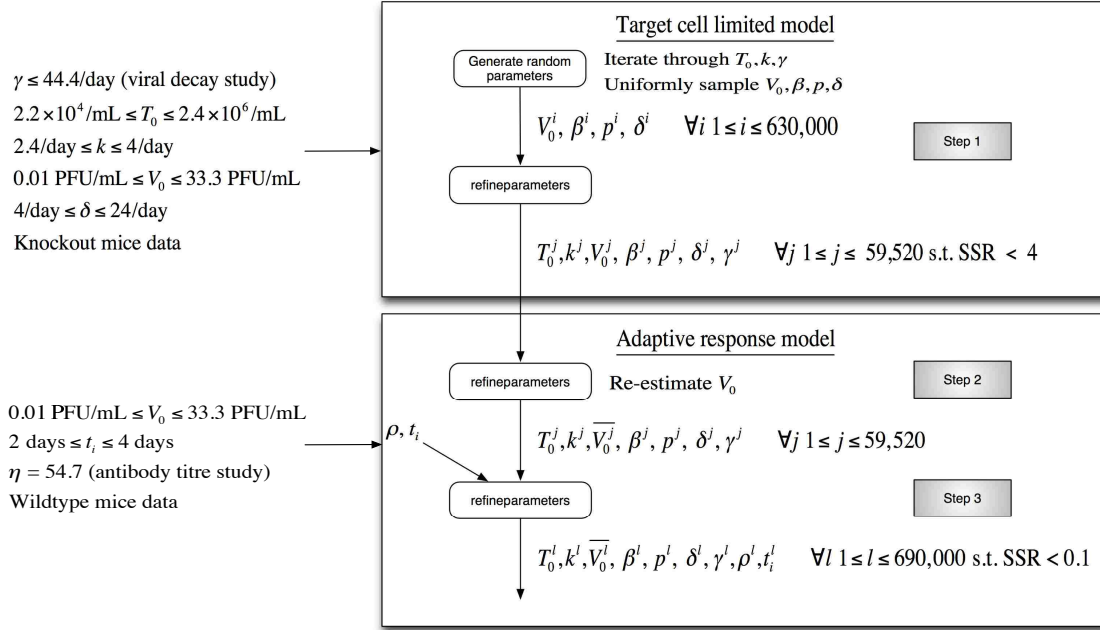 Target cell limited model
Generate random
parameters
Iterate through T₀, k, γ
Uniformly sample V₀, β, p, δ
γ ≤ 44.4/day (viral decay study)
2.2×10⁴/mL ≤ T₀ ≤ 2.4×10⁶/mL
2.4/day ≤ k ≤ 4/day
0.01 PFU/mL ≤ V₀ ≤ 33.3 PFU/mL
4/day ≤ δ ≤ 24/day
Knockout mice data
V₀ⁱ, βⁱ, pⁱ, δⁱ ∀i 1 ≤ i ≤ 630,000
Step 1
refineparameters
T₀ʲ, kʲ, V₀ʲ, βʲ, pʲ, δʲ, γʲ ∀j 1 ≤ j ≤ 59,520 s.t. SSR < 4
Adaptive response model
refineparameters
Re-estimate V₀
Step 2
0.01 PFU/mL ≤ V₀ ≤ 33.3 PFU/mL
2 days ≤ tᵢ ≤ 4 days
η = 54.7 (antibody titre study)
Wildtype mice data
ρ, tᵢ
T₀ʲ, kʲ, V̅₀ʲ, βʲ, pʲ, δʲ, γʲ ∀j 1 ≤ j ≤ 59,520
refineparameters
Step 3
T₀ˡ, kˡ, V̅₀ˡ, βˡ, pˡ, δˡ, γˡ, ρˡ, tᵢˡ ∀l 1 ≤ l ≤ 690,000 s.t. SSR < 0.1